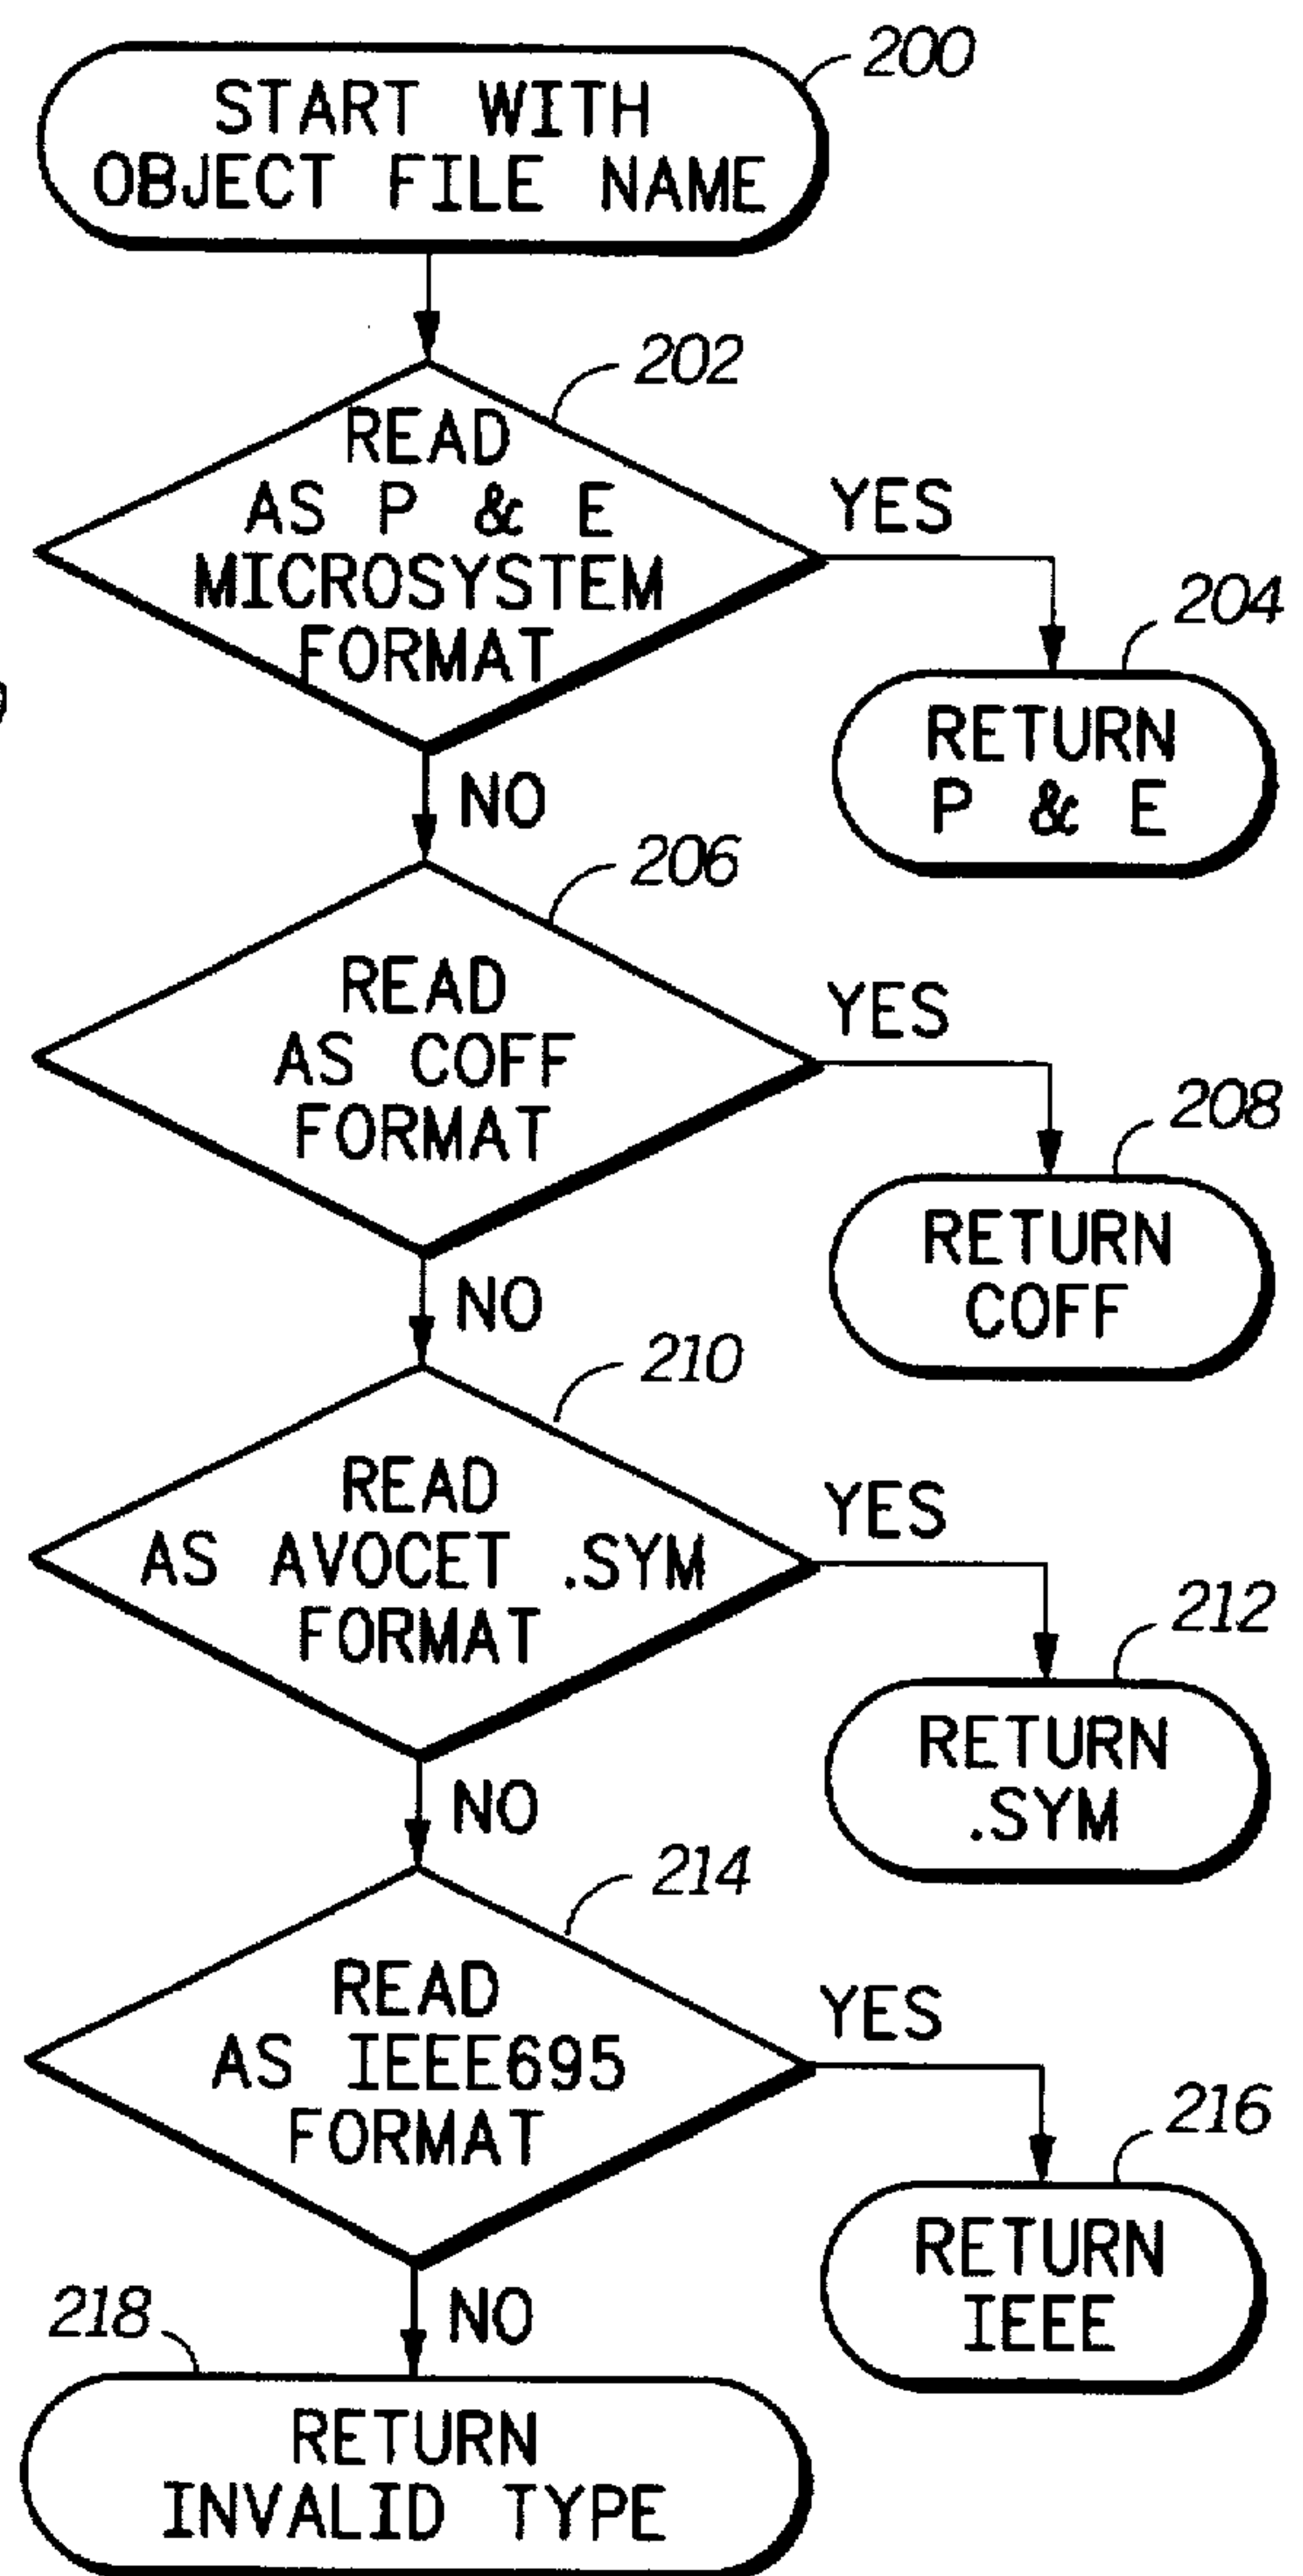 200
START WITH
OBJECT FILE NAME
202
READ
AS P & E
MICROSYSTEM
FORMAT
YES
204
RETURN
P & E
NO
206
READ
AS COFF
FORMAT
YES
208
RETURN
COFF
NO
210
READ
AS AVOCET .SYM
FORMAT
YES
212
RETURN
.SYM
NO
214
READ
AS IEEE695
FORMAT
YES
216
RETURN
IEEE
NO
218
RETURN
INVALID TYPE